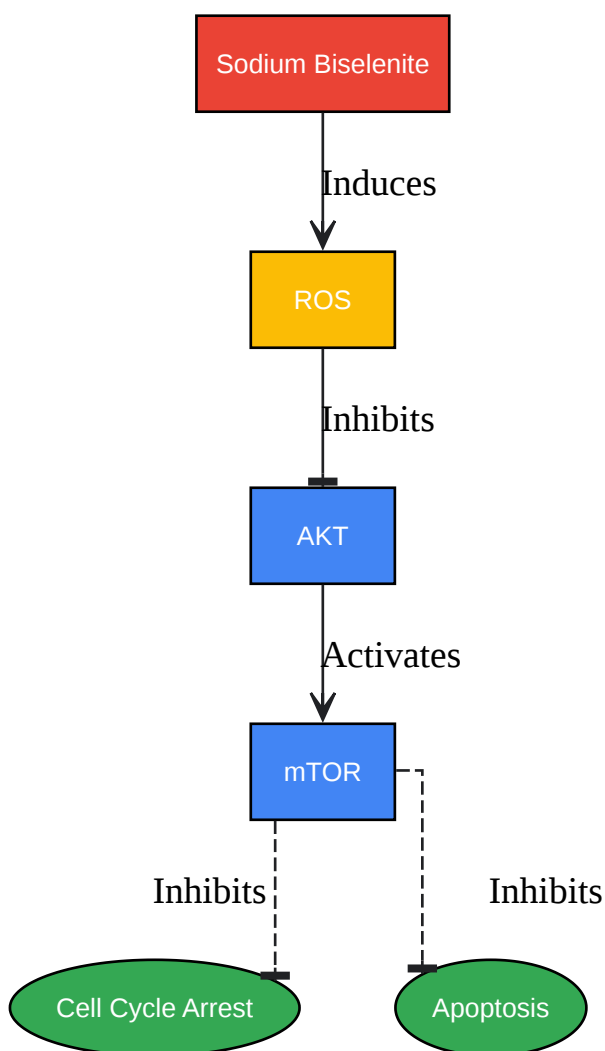 Sodium Biselenite
Induces
ROS
Inhibits
AKT
Activates
mTOR
Inhibits
Inhibits
Cell Cycle Arrest
Apoptosis